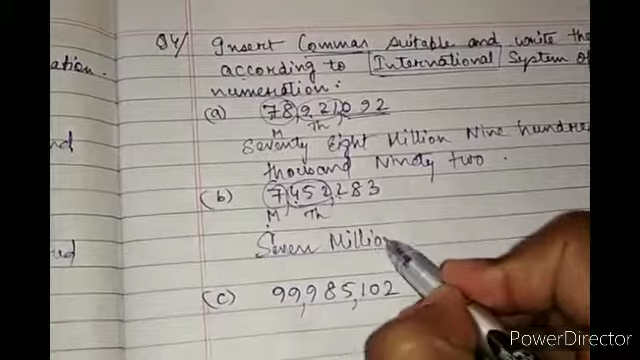 ation.
Q4/ Insert Commas suitable and write the
according to International System of
numeration:
(a) 78,921,092
M Th
Seventy Eight Million Nine hundre
thousand Ninety two.
(b) 7,452,283
M Th
Seven Million
(c) 99,985,102
PowerDirector